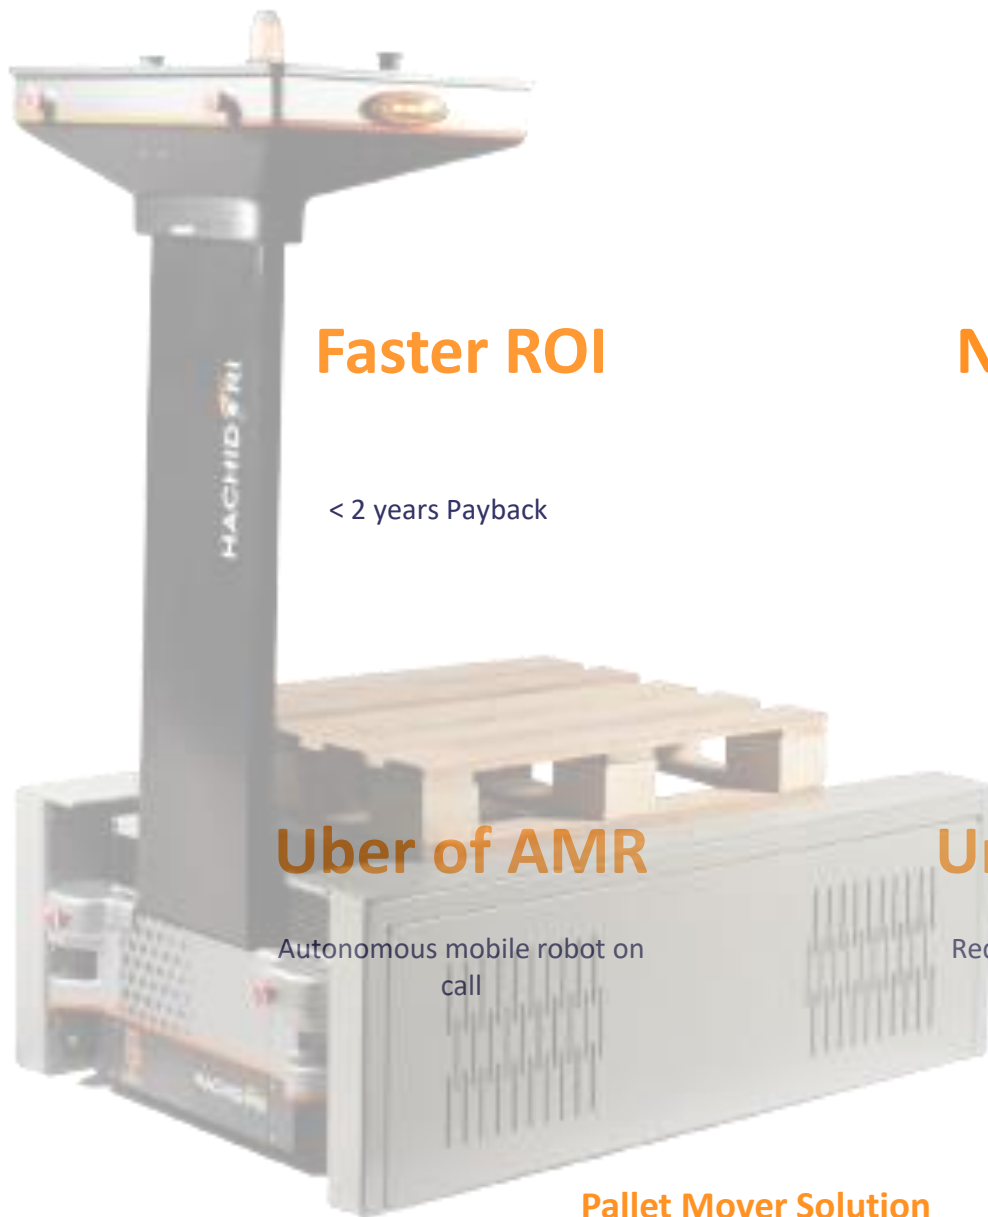 Faster ROI
N
HACHIDORI
< 2 years Payback
Uber of AMR
Autonomous mobile robot on
call
Pallet Mover Solution